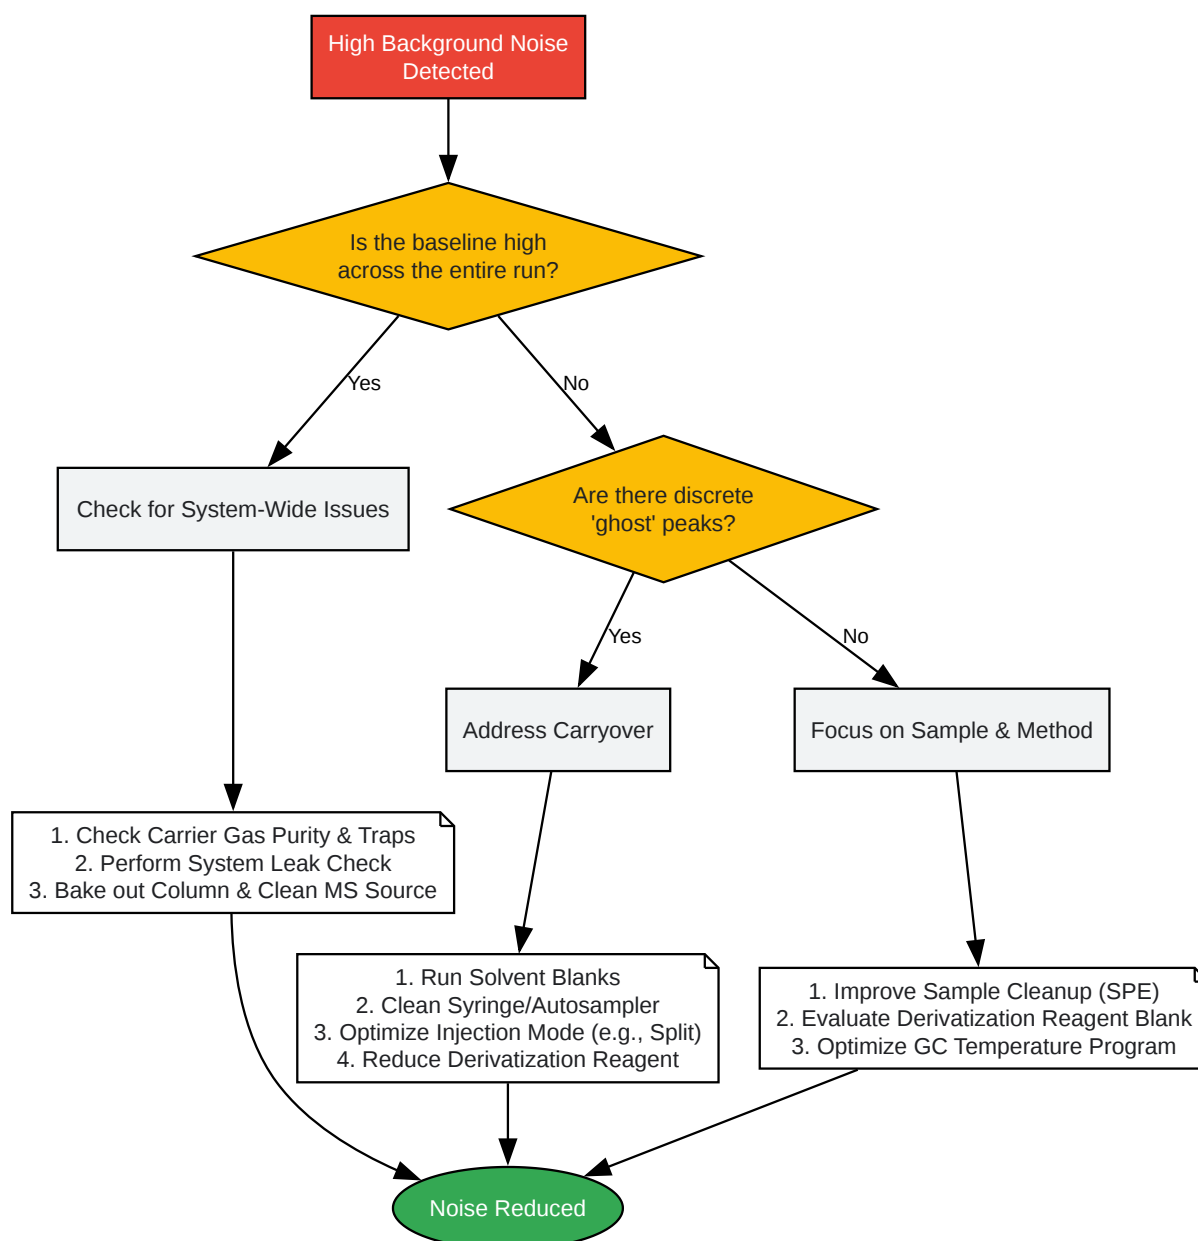 High Background Noise
Detected
Is the baseline high
across the entire run?
Yes
No
Check for System-Wide Issues
Are there discrete
'ghost' peaks?
Yes
No
Address Carryover
Focus on Sample & Method
1. Check Carrier Gas Purity & Traps
2. Perform System Leak Check
3. Bake out Column & Clean MS Source
1. Run Solvent Blanks
2. Clean Syringe/Autosampler
3. Optimize Injection Mode (e.g., Split)
4. Reduce Derivatization Reagent
1. Improve Sample Cleanup (SPE)
2. Evaluate Derivatization Reagent Blank
3. Optimize GC Temperature Program
Noise Reduced